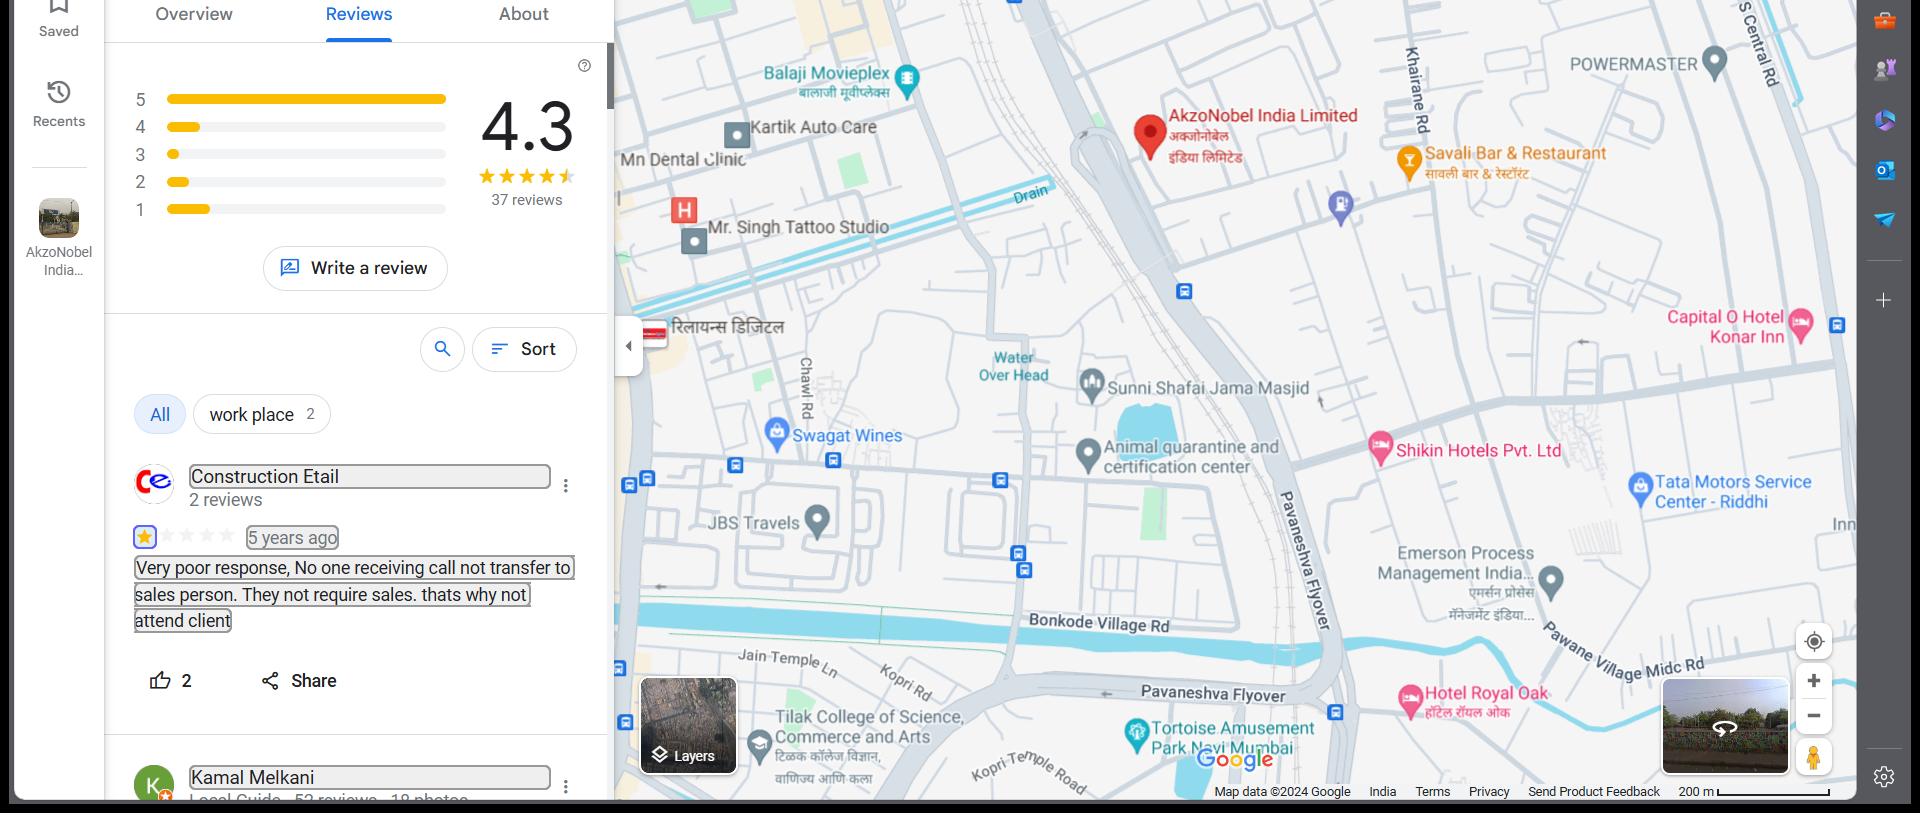 Saved
Recents
AkzoNobel
India...
Overview
Reviews
About
5
4
3
2
1
4.3
37 reviews
Write a review
Sort
All
work place 2
Construction Etail
2 reviews
5 years ago
Very poor response, No one receiving call not transfer to
sales person. They not require sales. thats why not
attend client
2
Share
K
Kamal Melkani
Local Guide · 52 reviews · 18 photos
Balaji Movieplex
बालाजी मूवीप्लेक्स
Kartik Auto Care
Mn Dental Clinic
H
Mr. Singh Tattoo Studio
Drain
रिलायन्स डिजिटल
Chawl Rd
Water
Over Head
Swagat Wines
JBS Travels
Sunni Shafai Jama Masjid
Animal quarantine and
certification center
AkzoNobel India Limited
अक्जोनोबेल
इंडिया लिमिटेड
Khairane Rd
POWERMASTER
S Central Rd
Savali Bar & Restaurant
सावली बार & रेस्टॉरंट
Capital O Hotel
Konar Inn
Shikin Hotels Pvt. Ltd
Tata Motors Service
Center - Riddhi
Inn
Pavaneshva Flyover
Emerson Process
Management India...
एमर्सन प्रोसेस
मॅनेजमेंट इंडिया...
Bonkode Village Rd
Pawane Village Midc Rd
Jain Temple Ln
Kopri Rd
Pavaneshva Flyover
Hotel Royal Oak
हॉटेल रॉयल ओक
Tilak College of Science,
Commerce and Arts
टिळक कॉलेज विज्ञान,
वाणिज्य आणि कला
Kopri Temple Road
Tortoise Amusement
Park Navi Mumbai
Google
Layers
Map data ©2024 Google
India
Terms
Privacy
Send Product Feedback
200 m